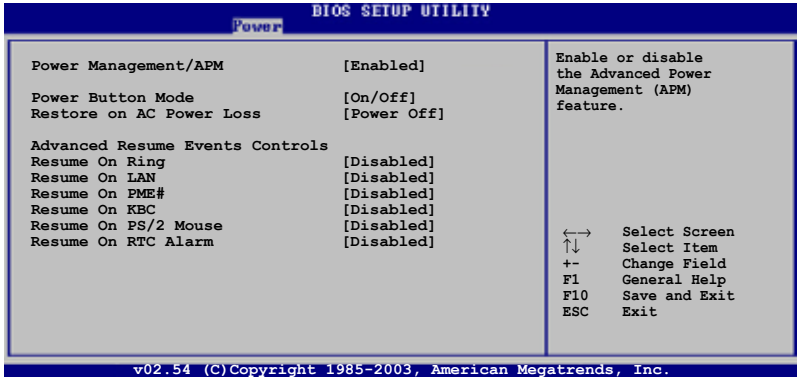 BIOS SETUP UTILITY
Power
Power Management/APM [Enabled]
Power Button Mode [On/Off]
Restore on AC Power Loss [Power Off]
Advanced Resume Events Controls
Resume On Ring [Disabled]
Resume On LAN [Disabled]
Resume On PME# [Disabled]
Resume On KBC [Disabled]
Resume On PS/2 Mouse [Disabled]
Resume On RTC Alarm [Disabled]
Enable or disable
the Advanced Power
Management (APM)
feature.
←→ Select Screen
↑↓ Select Item
+- Change Field
F1 General Help
F10 Save and Exit
ESC Exit
v02.54 (C)Copyright 1985-2003, American Megatrends, Inc.